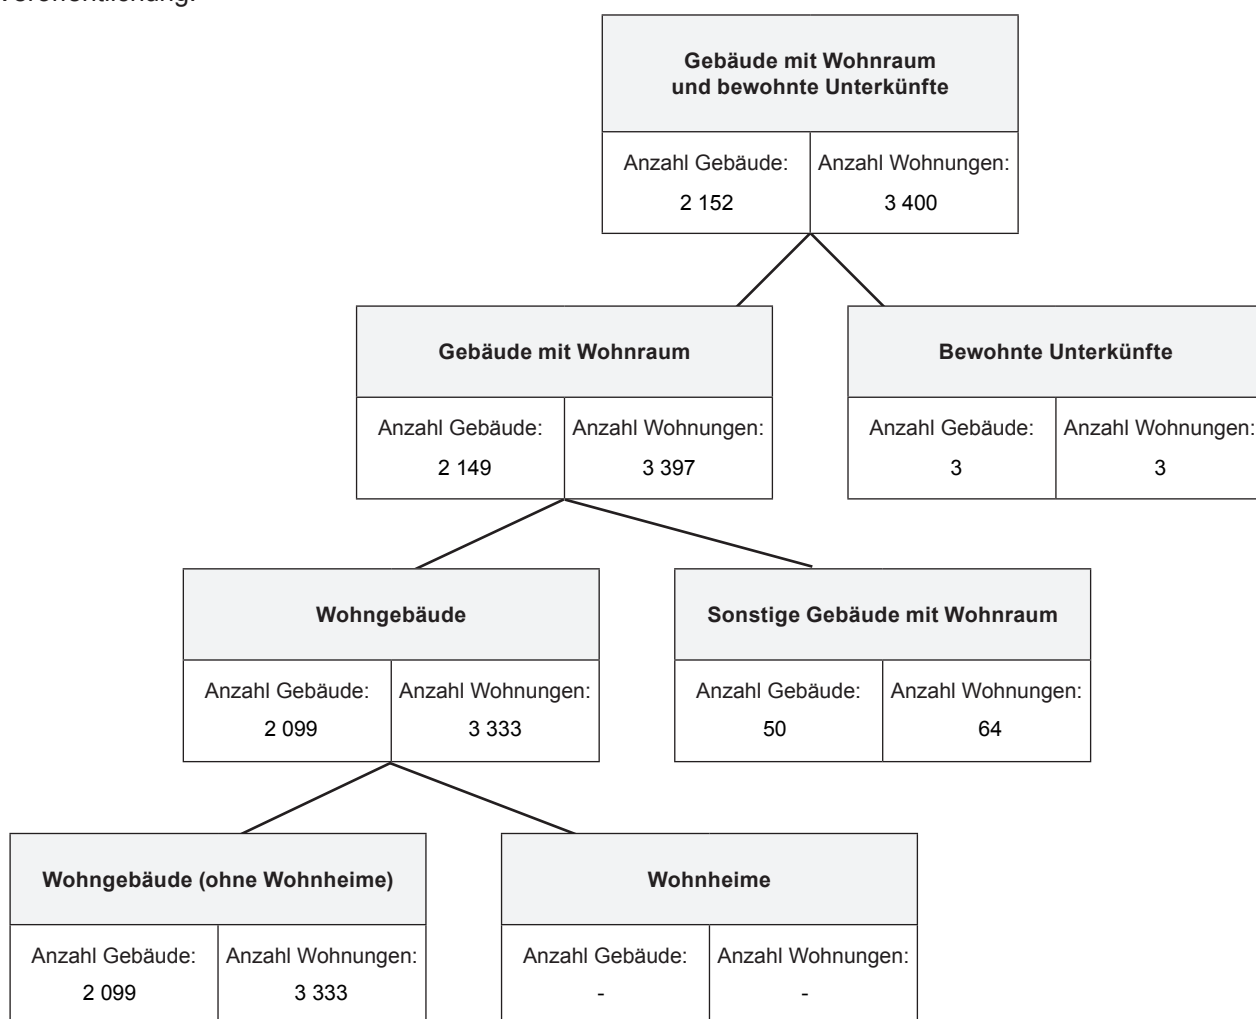 Veröffentlichung.
Gebäude mit Wohnraum
und bewohnte Unterkünfte
Anzahl Gebäude: Anzahl Wohnungen:
2 152 3 400
Gebäude mit Wohnraum Bewohnte Unterkünfte
Anzahl Gebäude: Anzahl Wohnungen: Anzahl Gebäude: Anzahl Wohnungen:
2 149 3 397 3 3
Wohngebäude Sonstige Gebäude mit Wohnraum
Anzahl Gebäude: Anzahl Wohnungen: Anzahl Gebäude: Anzahl Wohnungen:
2 099 3 333 50 64
Wohngebäude (ohne Wohnheime) Wohnheime
Anzahl Gebäude: Anzahl Wohnungen: Anzahl Gebäude: Anzahl Wohnungen:
2 099 3 333 - -